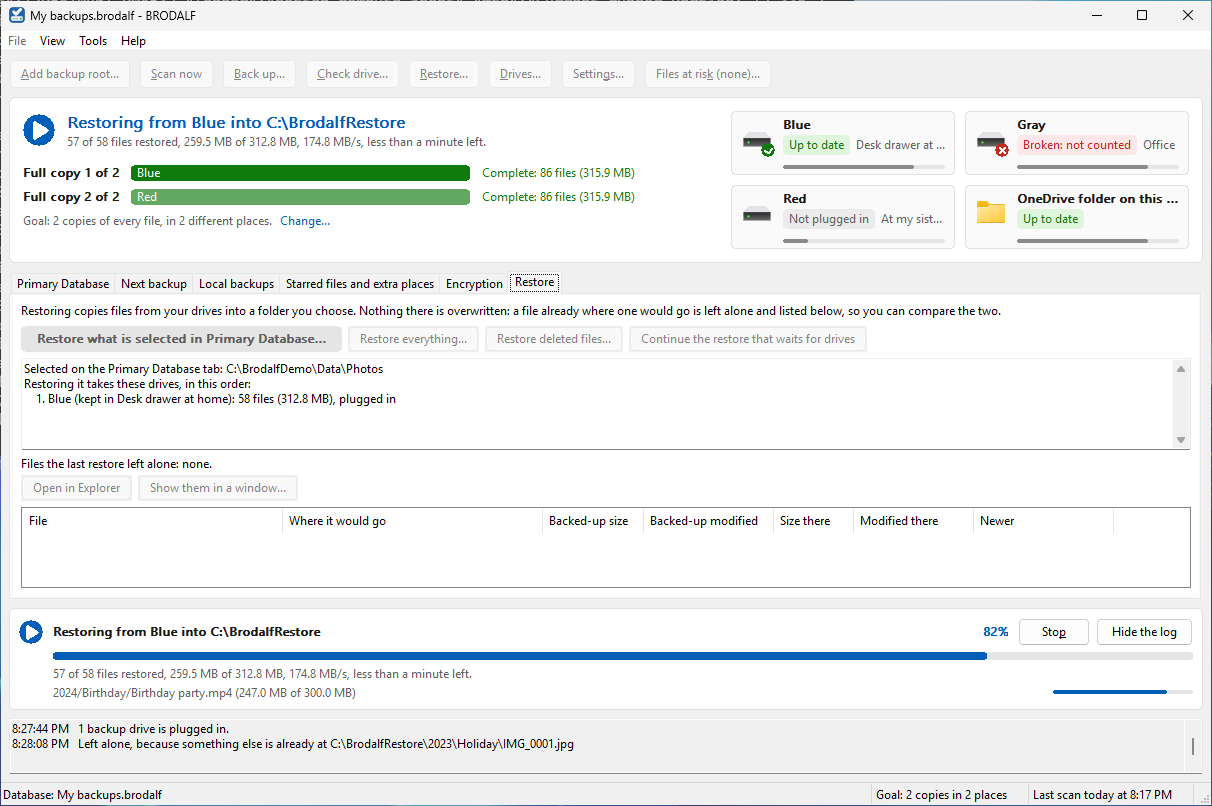 My backups.brodalf - BRODALF
File View Tools Help
Add backup root... Scan now Back up... Check drive... Restore... Drives... Settings... Files at risk (none)...
Restoring from Blue into C:\BrodalfRestore
57 of 58 files restored, 259.5 MB of 312.8 MB, 174.8 MB/s, less than a minute left.
Full copy 1 of 2 Blue Complete: 86 files (315.9 MB)
Full copy 2 of 2 Red Complete: 86 files (315.9 MB)
Goal: 2 copies of every file, in 2 different places. Change...
Blue
Up to date Desk drawer at ...
Gray
Broken: not counted Office
Red
Not plugged in At my sist...
OneDrive folder on this ...
Up to date
Primary Database Next backup Local backups Starred files and extra places Encryption Restore
Restoring copies files from your drives into a folder you choose. Nothing there is overwritten: a file already where one would go is left alone and listed below, so you can compare the two.
Restore what is selected in Primary Database... Restore everything... Restore deleted files... Continue the restore that waits for drives
Selected on the Primary Database tab: C:\BrodalfDemo\Data\Photos
Restoring it takes these drives, in this order:
1. Blue (kept in Desk drawer at home): 58 files (312.8 MB), plugged in
Files the last restore left alone: none.
Open in Explorer Show them in a window...
File Where it would go Backed-up size Backed-up modified Size there Modified there Newer
Restoring from Blue into C:\BrodalfRestore 82% Stop Hide the log
57 of 58 files restored, 259.5 MB of 312.8 MB, 174.8 MB/s, less than a minute left.
2024/Birthday/Birthday party.mp4 (247.0 MB of 300.0 MB)
8:27:44 PM 1 backup drive is plugged in.
8:28:08 PM Left alone, because something else is already at C:\BrodalfRestore\2023\Holiday\IMG_0001.jpg
Database: My backups.brodalf Goal: 2 copies in 2 places Last scan today at 8:17 PM